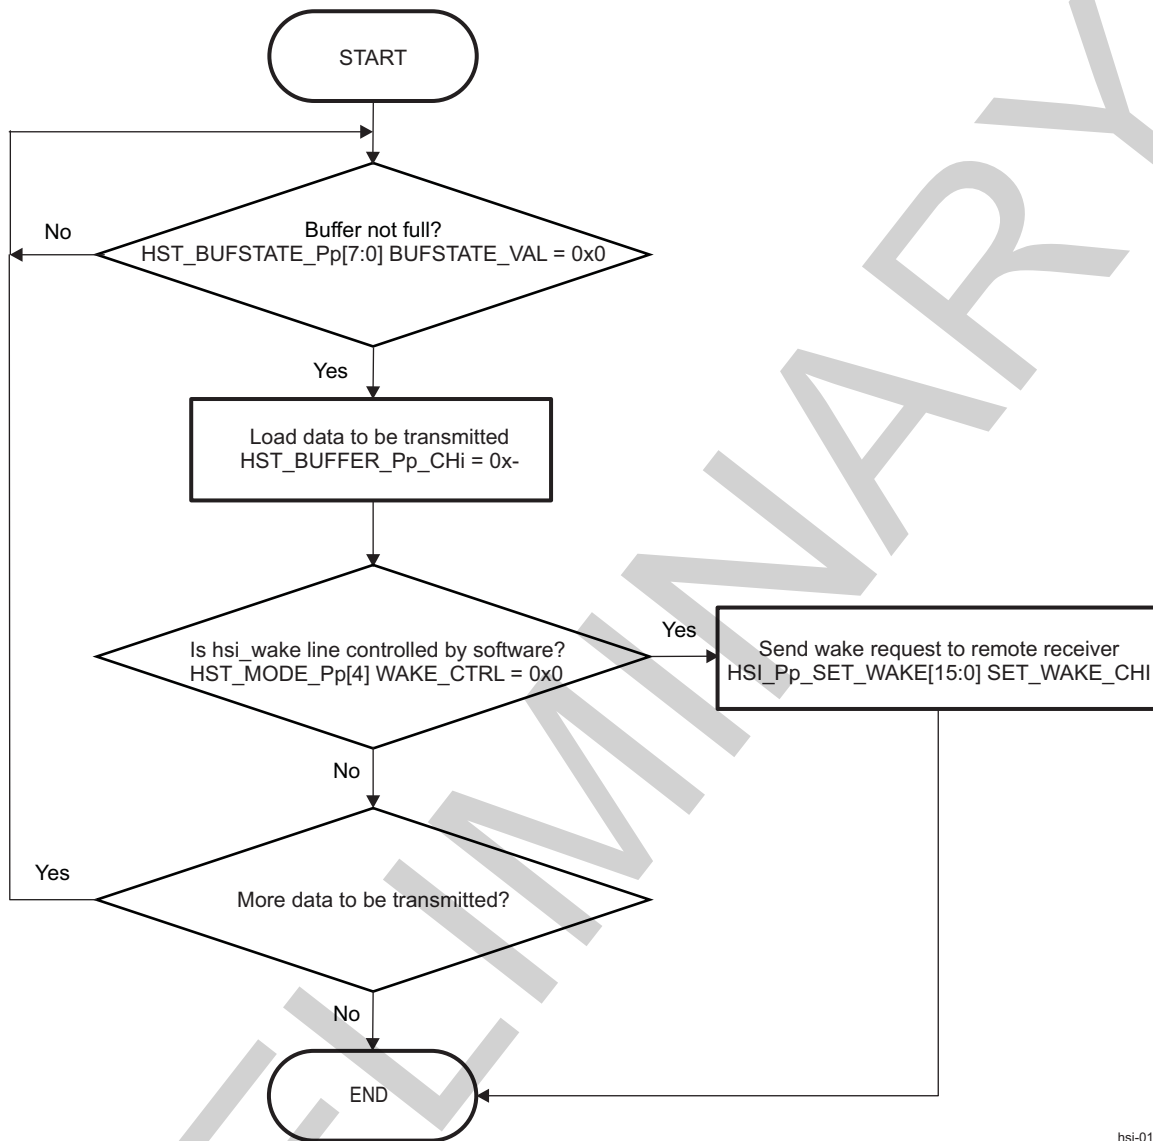 START
No
Buffer not full?
HST_BUFSTATE_Pp[7:0] BUFSTATE_VAL = 0x0
Yes
Load data to be transmitted
HST_BUFFER_Pp_CHi = 0x-
Is hsi_wake line controlled by software?
HST_MODE_Pp[4] WAKE_CTRL = 0x0
Yes
Send wake request to remote receiver
HSI_Pp_SET_WAKE[15:0] SET_WAKE_CHI
No
Yes
More data to be transmitted?
No
END
hsi-01